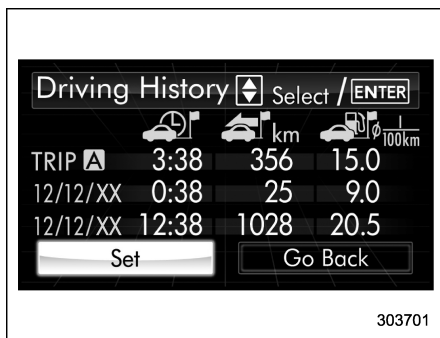 Driving History Select / ENTER
km ø l/100km
TRIP A 3:38 356 15.0
12/12/XX 0:38 25 9.0
12/12/XX 12:38 1028 20.5
Set Go Back
303701